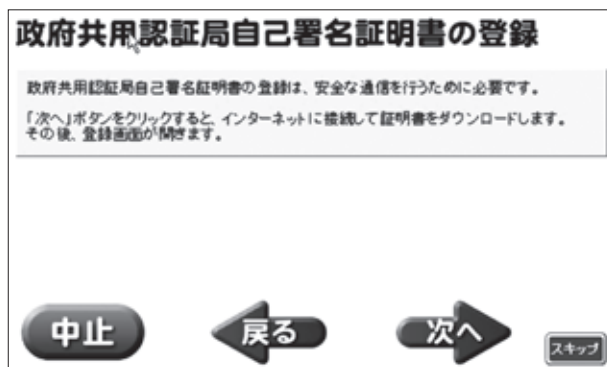 政府共用認証局自己署名証明書の登録
政府共用認証局自己署名証明書の登録は、安全な通信を行うために必要です。
「次へ」ボタンをクリックすると、インターネットに接続して証明書をダウンロードします。
その後、登録画面が開きます。
中止 戻る 次へ スキップ